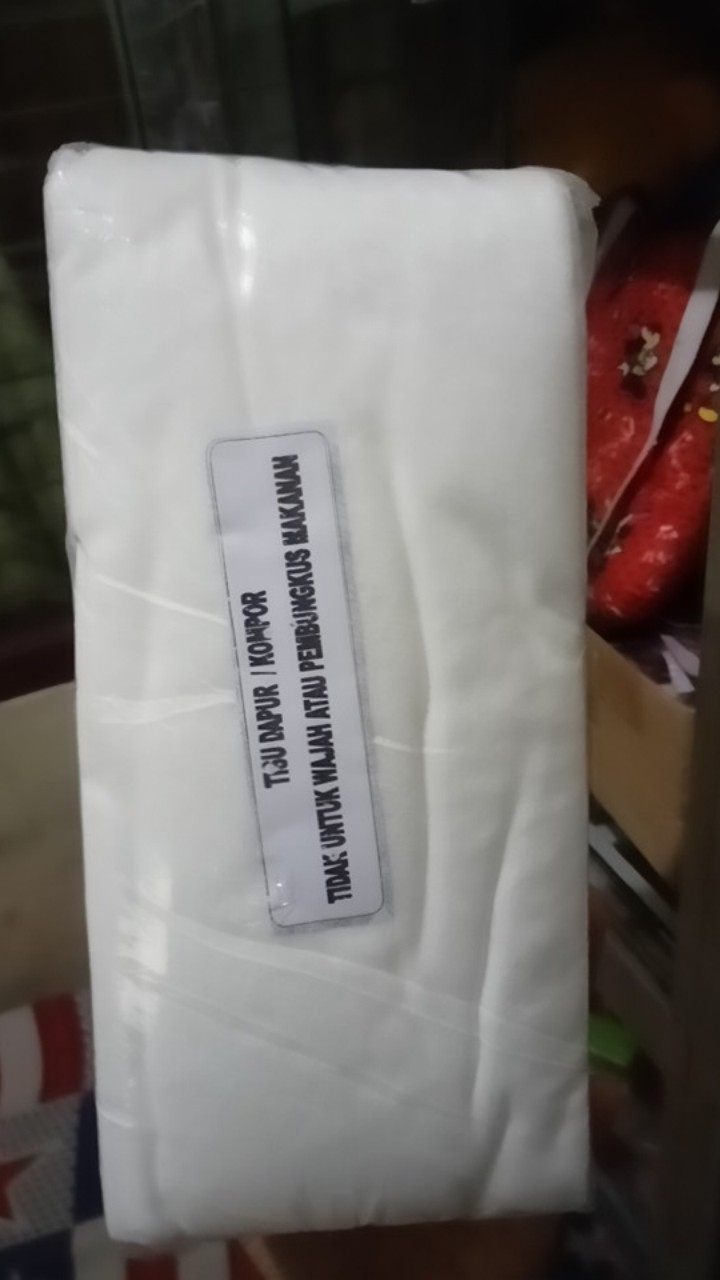 TISU DAPUR / KOMPOR
TIDAK UNTUK WAJAH ATAU PEMBUNGKUS MAKANAN